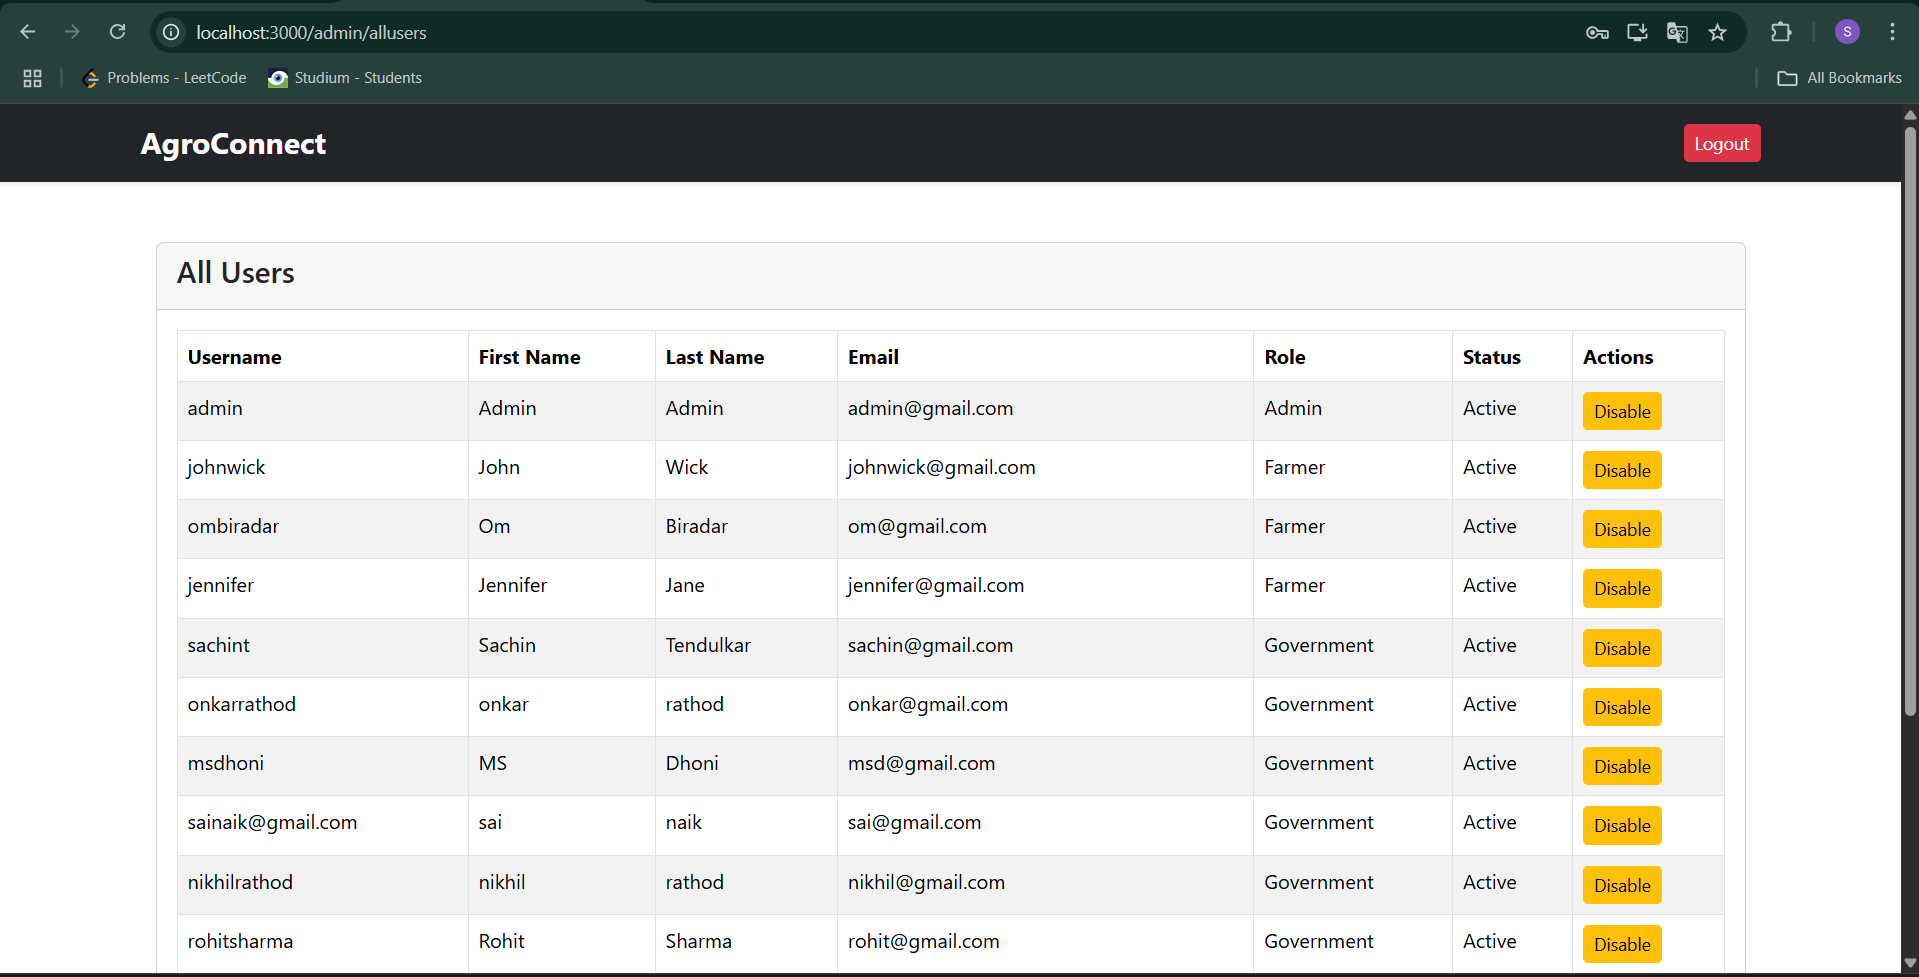 localhost:3000/admin/allusers
S
Problems - LeetCode Studium - Students All Bookmarks
AgroConnect Logout
All Users
Username First Name Last Name Email Role Status Actions
admin Admin Admin admin@gmail.com Admin Active Disable
johnwick John Wick johnwick@gmail.com Farmer Active Disable
ombiradar Om Biradar om@gmail.com Farmer Active Disable
jennifer Jennifer Jane jennifer@gmail.com Farmer Active Disable
sachint Sachin Tendulkar sachin@gmail.com Government Active Disable
onkarrathod onkar rathod onkar@gmail.com Government Active Disable
msdhoni MS Dhoni msd@gmail.com Government Active Disable
sainaik@gmail.com sai naik sai@gmail.com Government Active Disable
nikhilrathod nikhil rathod nikhil@gmail.com Government Active Disable
rohitsharma Rohit Sharma rohit@gmail.com Government Active Disable